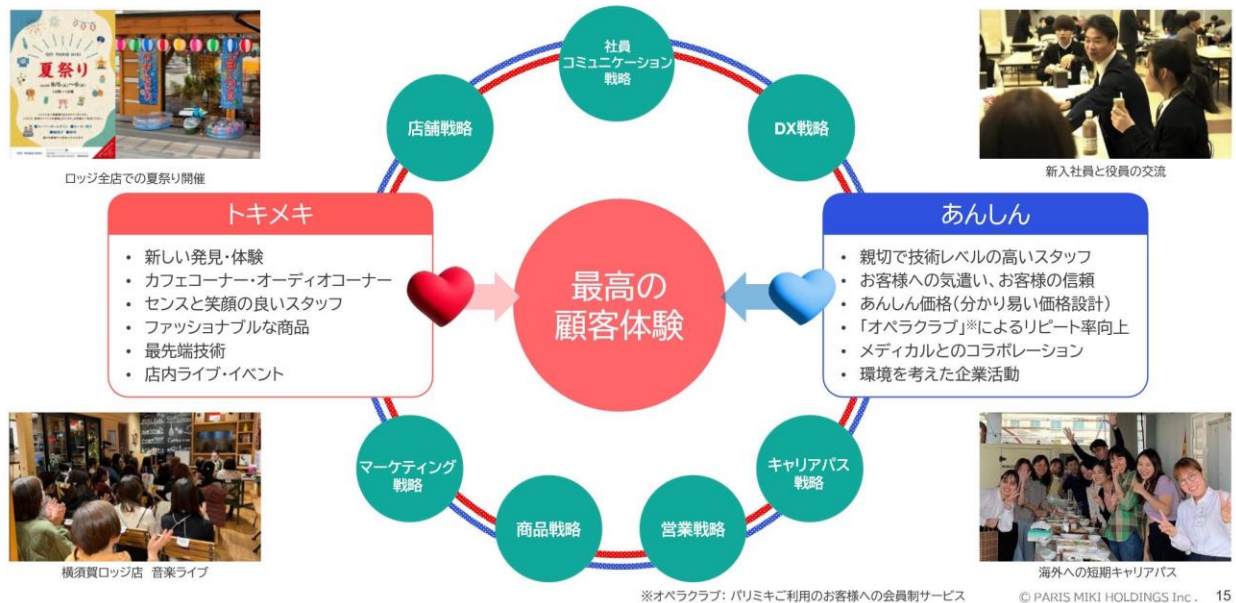 夏祭り
社員
コミュニケーション
戦略
店舗戦略
DX戦略
ロッジ全店での夏祭り開催
新入社員と役員の交流
トキメキ
• 新しい発見・体験
• カフェコーナー・オーディオコーナー
• センスと笑顔の良いスタッフ
• ファッショナブルな商品
• 最先端技術
• 店内ライブ・イベント
最高の
顧客体験
あんしん
• 親切で技術レベルの高いスタッフ
• お客様への気遣い、お客様の信頼
• あんしん価格(分かり易い価格設計)
• 「オペラクラブ」※によるリピート率向上
• メディカルとのコラボレーション
• 環境を考えた企業活動
マーケティング
戦略
商品戦略
営業戦略
キャリアパス
戦略
横須賀ロッジ店 音楽ライブ
海外への短期キャリアパス
※オペラクラブ: パリミキご利用のお客様への会員制サービス
© PARIS MIKI HOLDINGS Inc. 15